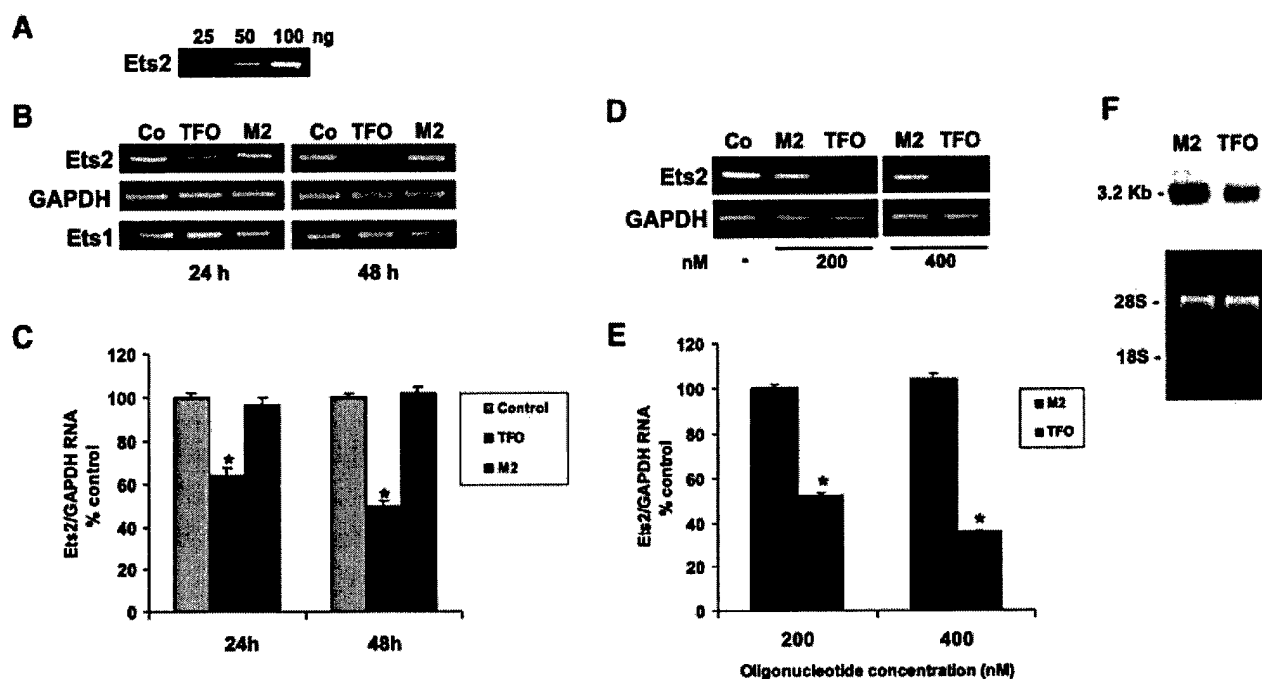 A
25 50 100 ng
Ets2
B
Co TFO M2 Co TFO M2
Ets2
GAPDH
Ets1
24 h 48 h
C
Ets2/GAPDH RNA
% control
120
100
80
60
40
20
0
*
*
24h 48h
Control
TFO
M2
D
Co M2 TFO M2 TFO
Ets2
GAPDH
nM - 200 400
E
Ets2/GAPDH RNA
% control
120
100
80
60
40
20
0
*
*
200 400
Oligonucleotide concentration (nM)
M2
TFO
F
M2 TFO
3.2 Kb -
28S -
18S -